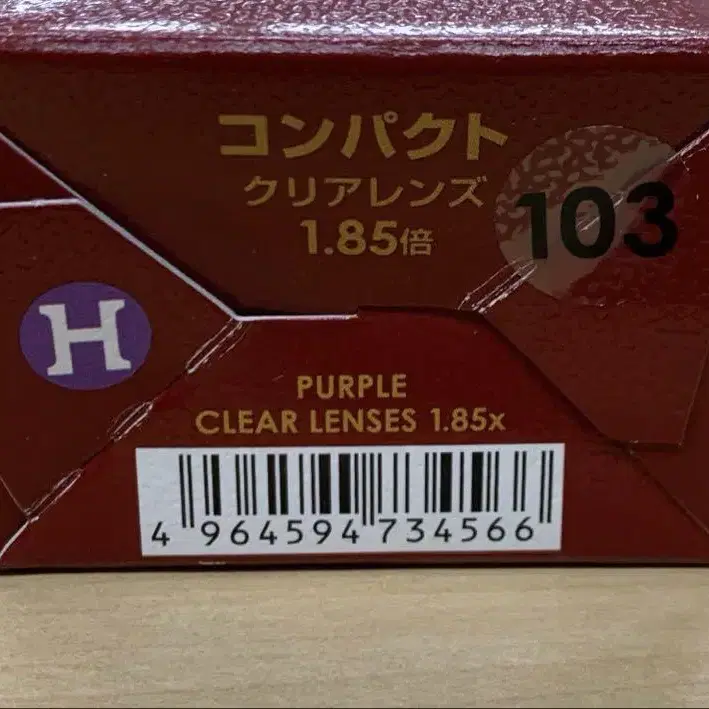 コンパクト
クリアレンズ
1.85倍
103
H
PURPLE
CLEAR LENSES 1.85x
4 964594 734566